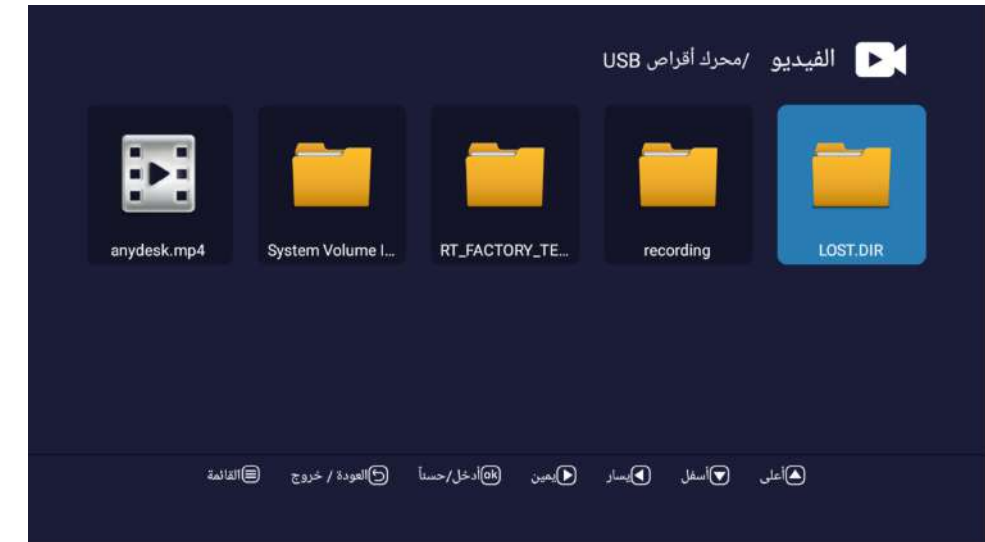 الفيديو /محرك أقراص USB
LOST.DIR
recording
RT_FACTORY_TE...
System Volume I...
anydesk.mp4
أعلى أسفل يسار يمين ok أدخل/حسناً العودة / خروج القائمة